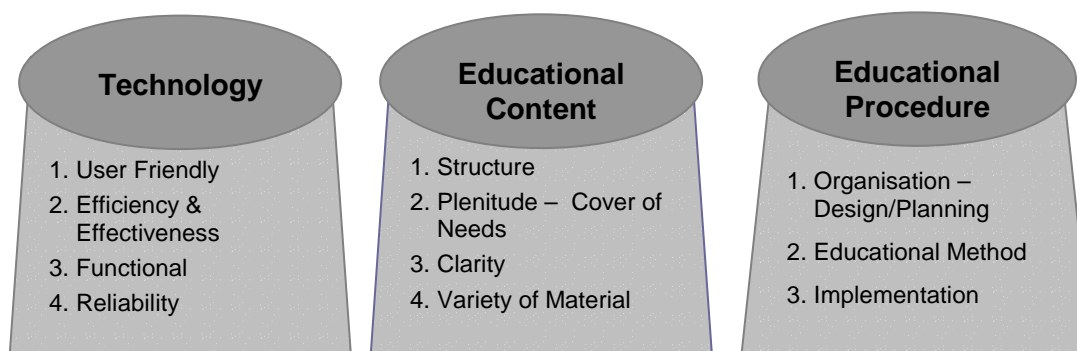 Technology
1. User Friendly
2. Efficiency &
Effectiveness
3. Functional
4. Reliability
Educational
Content
1. Structure
2. Plenitude – Cover of
Needs
3. Clarity
4. Variety of Material
Educational
Procedure
1. Organisation –
Design/Planning
2. Educational Method
3. Implementation